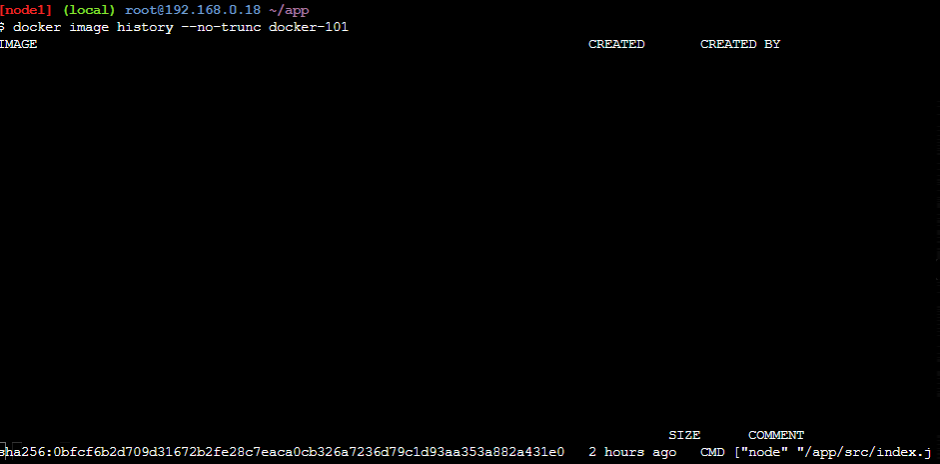 [node1] (local) root@192.168.0.18 ~/app
$ docker image history --no-trunc docker-101
IMAGE CREATED CREATED BY
SIZE COMMENT
sha256:0bfcf6b2d709d31672b2fe28c7eaca0cb326a7236d79c1d93aa353a882a431e0 2 hours ago CMD ["node" "/app/src/index.j